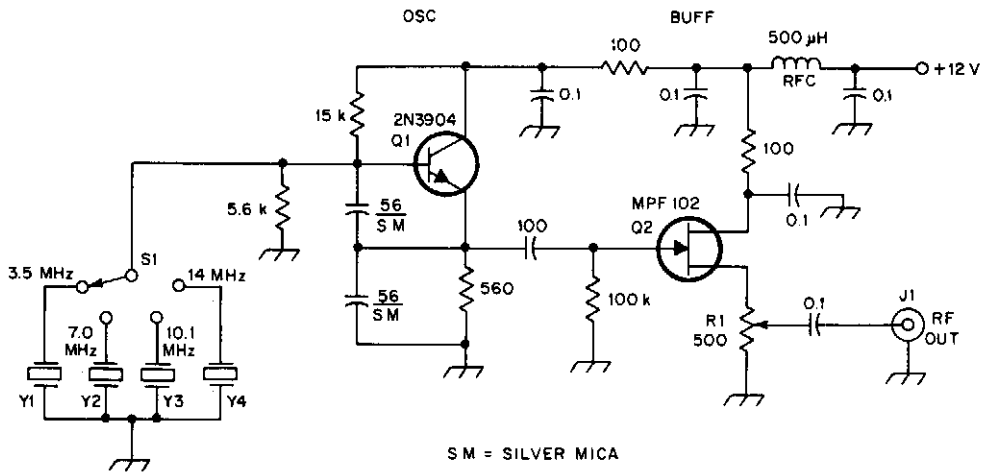 OSC
BUFF
500 µH
RFC
100
+12 V
0.1
0.1
0.1
15 k
2N3904
Q1
100
5.6 k
56
SM
MPF 102
Q2
0.1
100
3.5 MHz
S1
14 MHz
56
SM
560
100 k
R1
500
0.1
J1
RF
OUT
7.0
MHz
10.1
MHz
Y1
Y2
Y3
Y4
SM = SILVER MICA